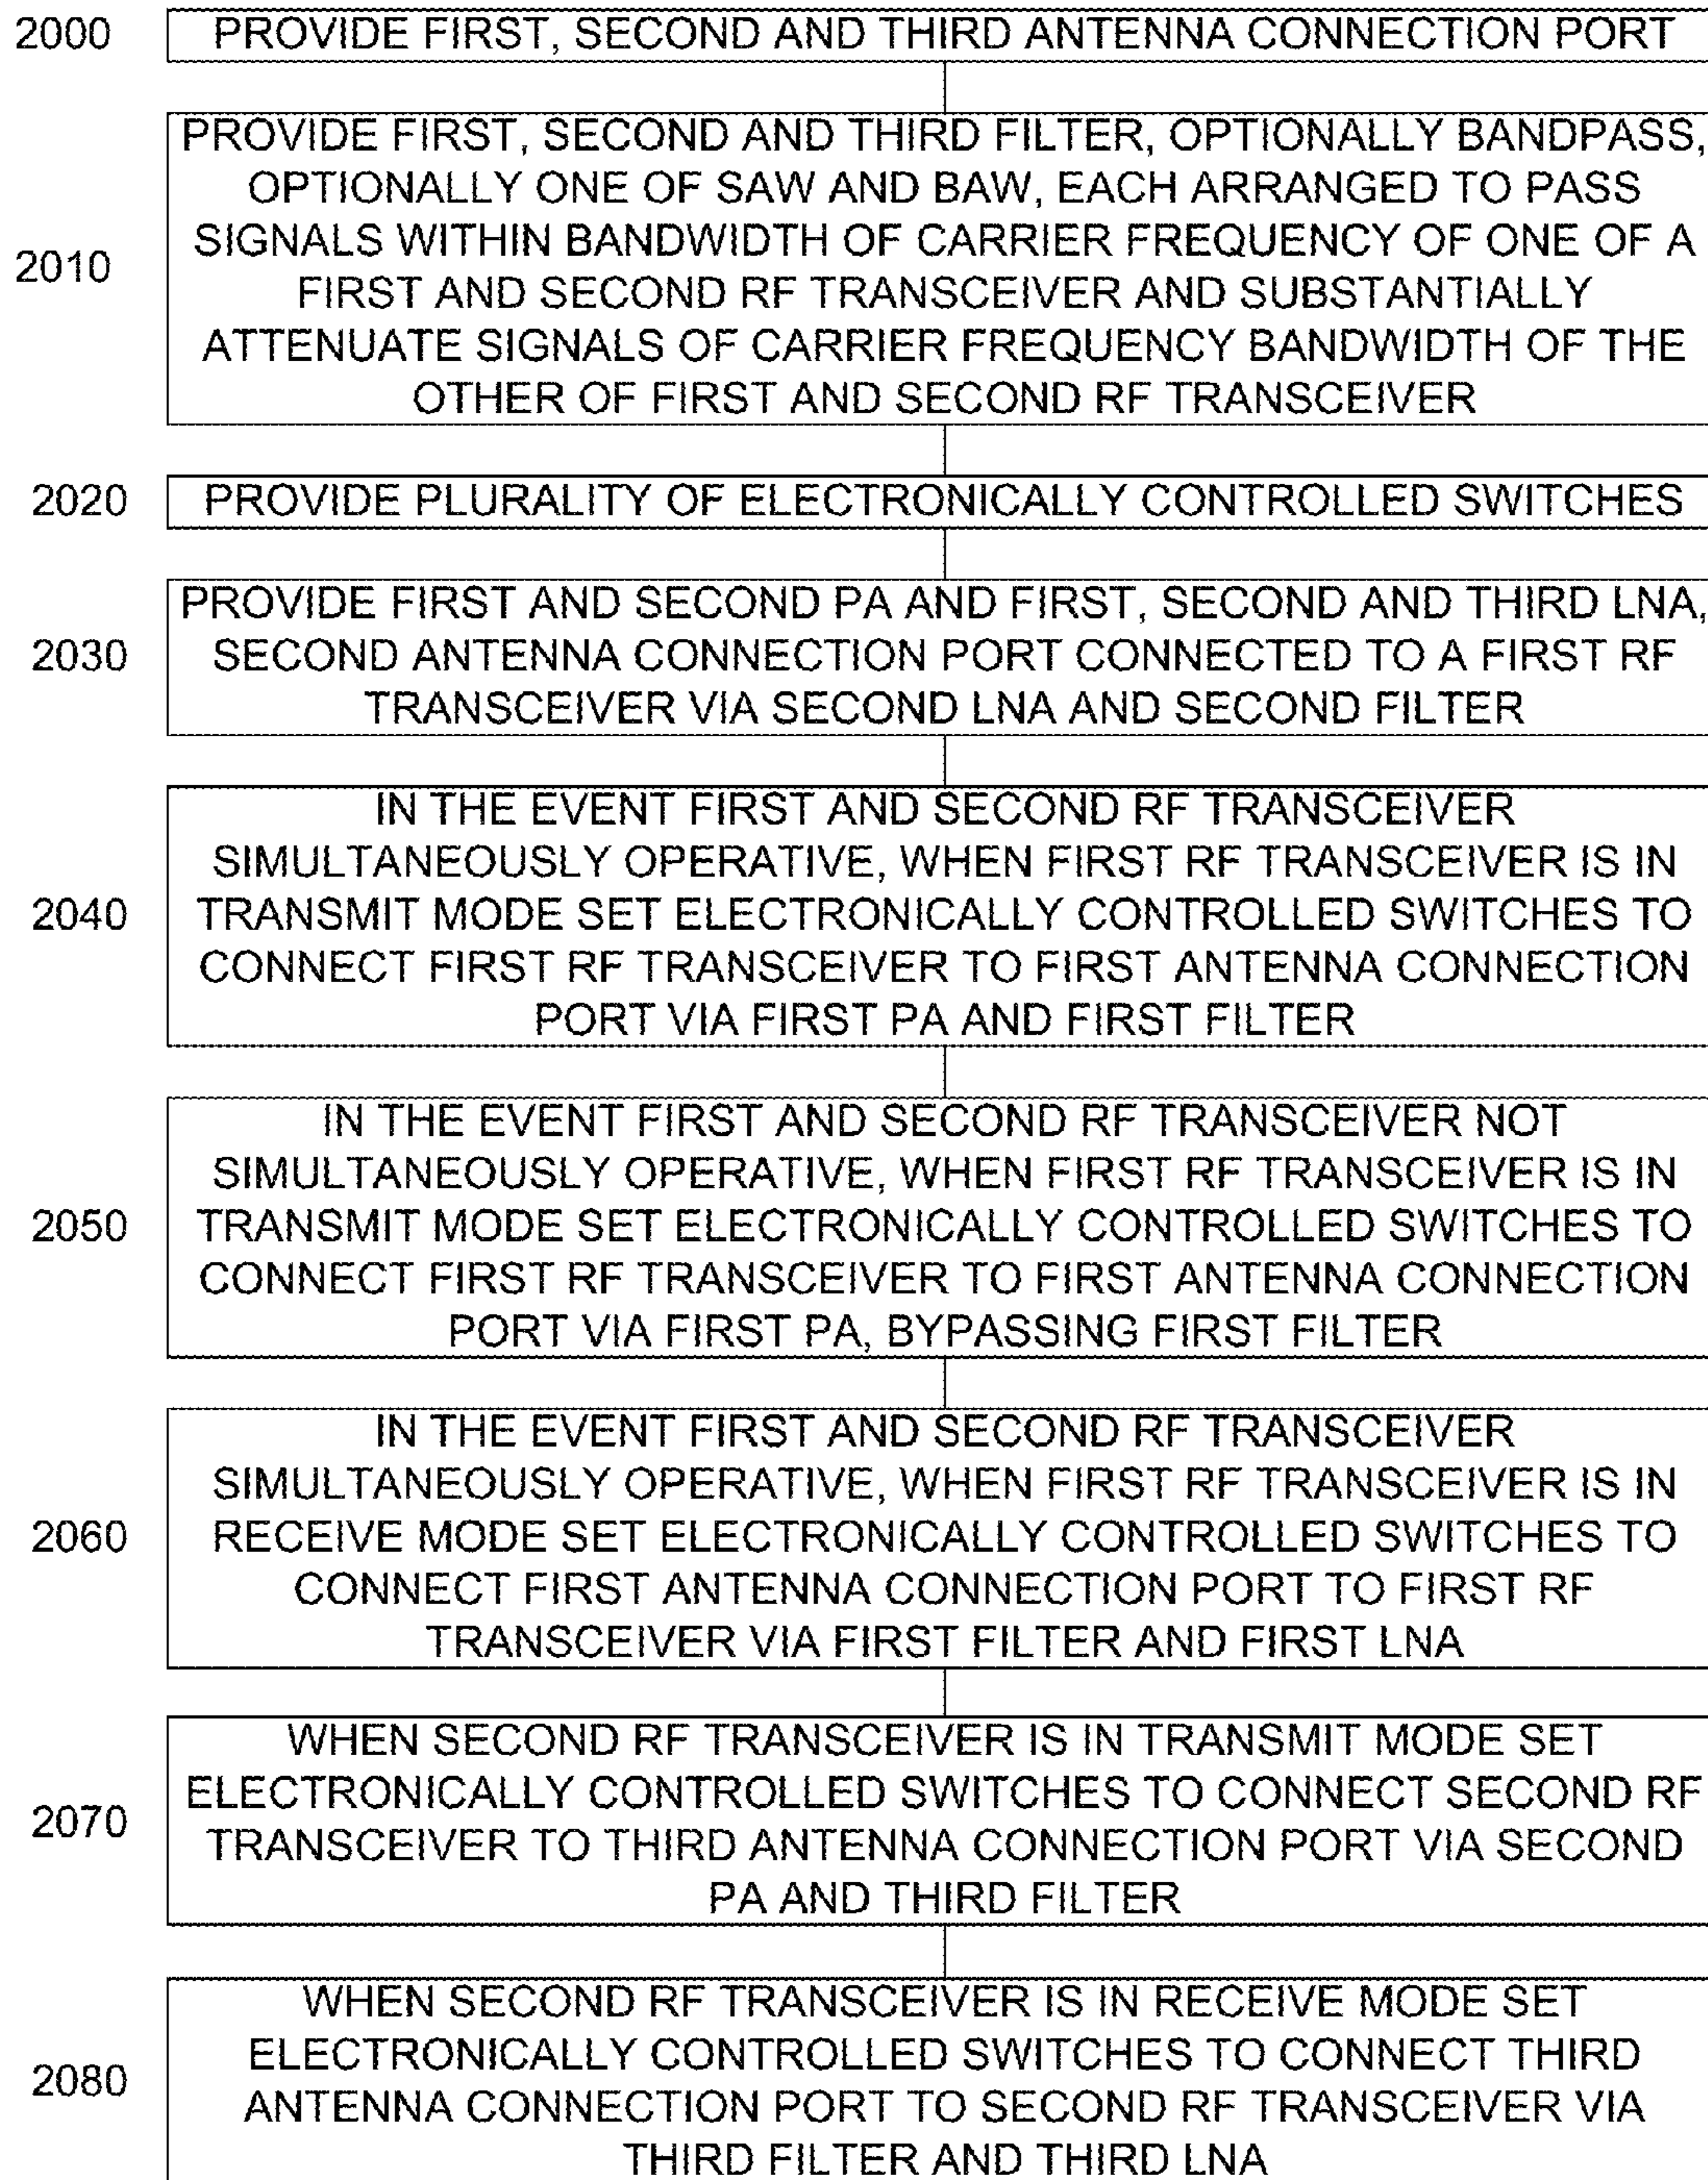 2000 PROVIDE FIRST, SECOND AND THIRD ANTENNA CONNECTION PORT
PROVIDE FIRST, SECOND AND THIRD FILTER, OPTIONALLY BANDPASS,
OPTIONALLY ONE OF SAW AND BAW, EACH ARRANGED TO PASS
SIGNALS WITHIN BANDWIDTH OF CARRIER FREQUENCY OF ONE OF A
2010
FIRST AND SECOND RF TRANSCEIVER AND SUBSTANTIALLY
ATTENUATE SIGNALS OF CARRIER FREQUENCY BANDWIDTH OF THE
OTHER OF FIRST AND SECOND RF TRANSCEIVER
2020 PROVIDE PLURALITY OF ELECTRONICALLY CONTROLLED SWITCHES
PROVIDE FIRST AND SECOND PA AND FIRST, SECOND AND THIRD LNA,
2030 SECOND ANTENNA CONNECTION PORT CONNECTED TO A FIRST RF
TRANSCEIVER VIA SECOND LNA AND SECOND FILTER
IN THE EVENT FIRST AND SECOND RF TRANSCEIVER
SIMULTANEOUSLY OPERATIVE, WHEN FIRST RF TRANSCEIVER IS IN
2040 TRANSMIT MODE SET ELECTRONICALLY CONTROLLED SWITCHES TO
CONNECT FIRST RF TRANSCEIVER TO FIRST ANTENNA CONNECTION
PORT VIA FIRST PA AND FIRST FILTER
IN THE EVENT FIRST AND SECOND RF TRANSCEIVER NOT
SIMULTANEOUSLY OPERATIVE, WHEN FIRST RF TRANSCEIVER IS IN
2050 TRANSMIT MODE SET ELECTRONICALLY CONTROLLED SWITCHES TO
CONNECT FIRST RF TRANSCEIVER TO FIRST ANTENNA CONNECTION
PORT VIA FIRST PA, BYPASSING FIRST FILTER
IN THE EVENT FIRST AND SECOND RF TRANSCEIVER
SIMULTANEOUSLY OPERATIVE, WHEN FIRST RF TRANSCEIVER IS IN
2060 RECEIVE MODE SET ELECTRONICALLY CONTROLLED SWITCHES TO
CONNECT FIRST ANTENNA CONNECTION PORT TO FIRST RF
TRANSCEIVER VIA FIRST FILTER AND FIRST LNA
WHEN SECOND RF TRANSCEIVER IS IN TRANSMIT MODE SET
ELECTRONICALLY CONTROLLED SWITCHES TO CONNECT SECOND RF
2070
TRANSCEIVER TO THIRD ANTENNA CONNECTION PORT VIA SECOND
PA AND THIRD FILTER
WHEN SECOND RF TRANSCEIVER IS IN RECEIVE MODE SET
ELECTRONICALLY CONTROLLED SWITCHES TO CONNECT THIRD
2080
ANTENNA CONNECTION PORT TO SECOND RF TRANSCEIVER VIA
THIRD FILTER AND THIRD LNA